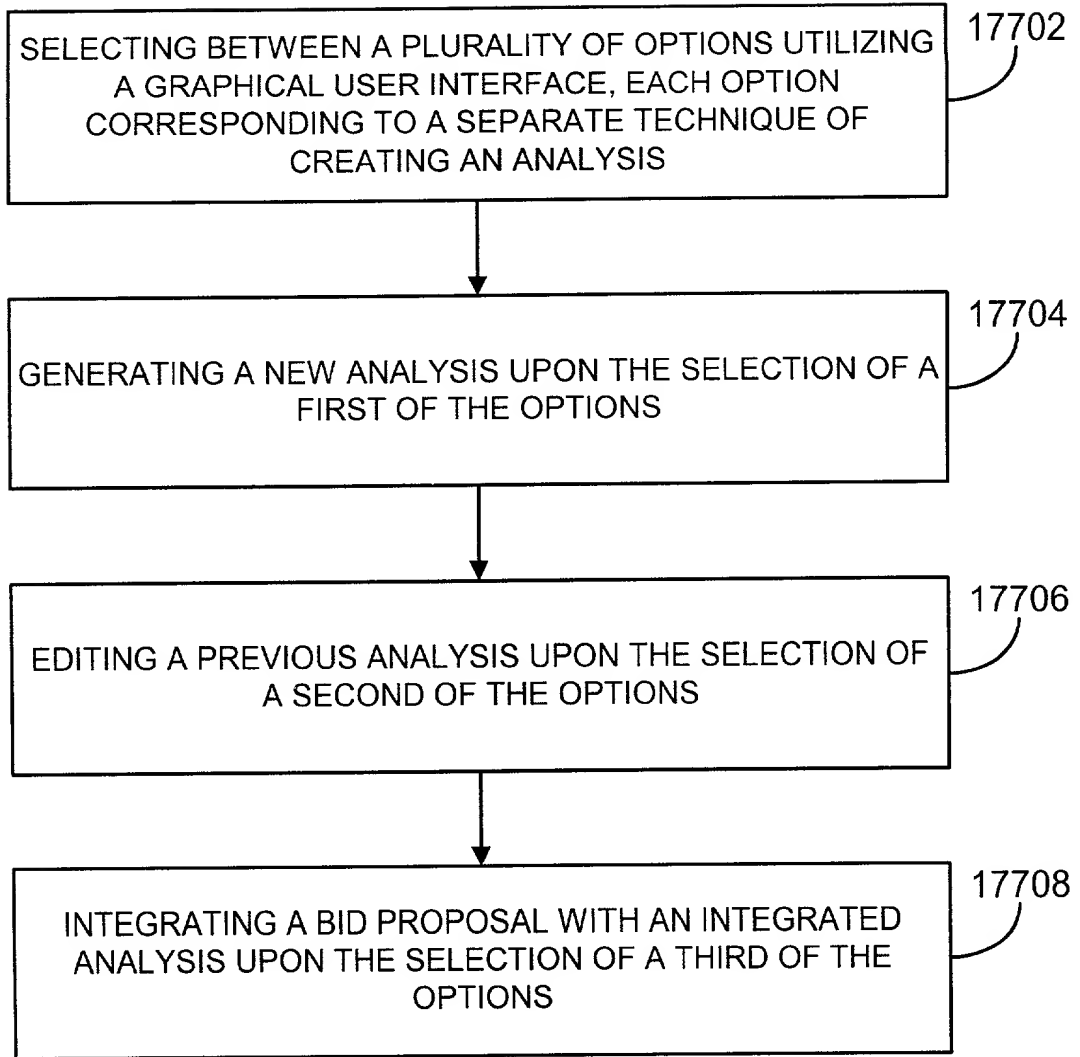 17702
SELECTING BETWEEN A PLURALITY OF OPTIONS UTILIZING
A GRAPHICAL USER INTERFACE, EACH OPTION
CORRESPONDING TO A SEPARATE TECHNIQUE OF
CREATING AN ANALYSIS
17704
GENERATING A NEW ANALYSIS UPON THE SELECTION OF A
FIRST OF THE OPTIONS
17706
EDITING A PREVIOUS ANALYSIS UPON THE SELECTION OF
A SECOND OF THE OPTIONS
17708
INTEGRATING A BID PROPOSAL WITH AN INTEGRATED
ANALYSIS UPON THE SELECTION OF A THIRD OF THE
OPTIONS